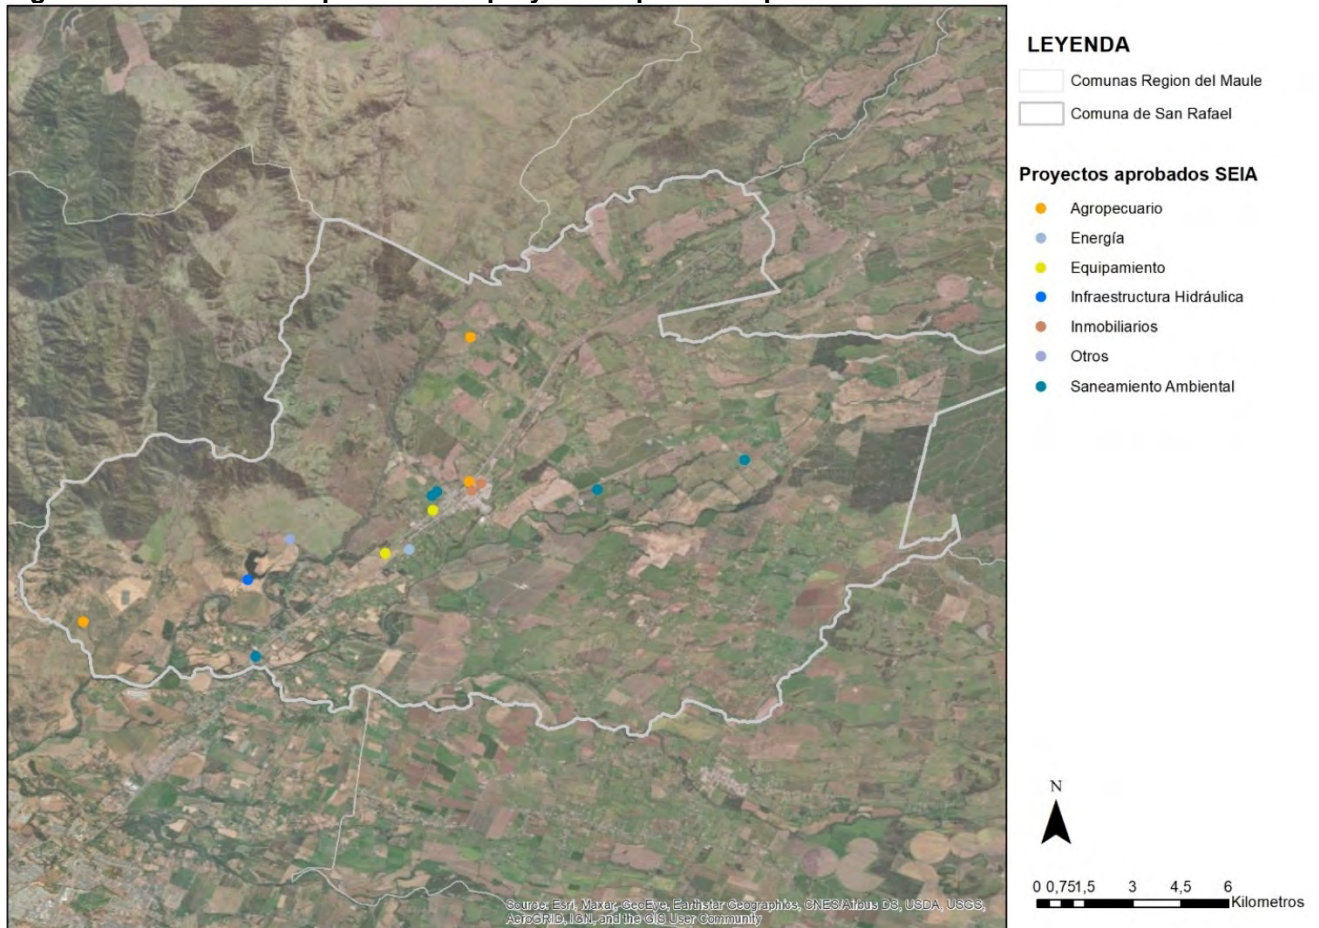 LEYENDA
Comunas Region del Maule
Comuna de San Rafael
Proyectos aprobados SEIA
Agropecuario
Energía
Equipamiento
Infraestructura Hidráulica
Inmobiliarios
Otros
Saneamiento Ambiental
N
0 0,75 1,5 3 4,5 6
Kilometros
Source: Esri, Maxar, GeoEye, Earthstar Geographics, CNES/Airbus DS, USDA, USGS,
AeroGRID, IGN, and the GIS User Community